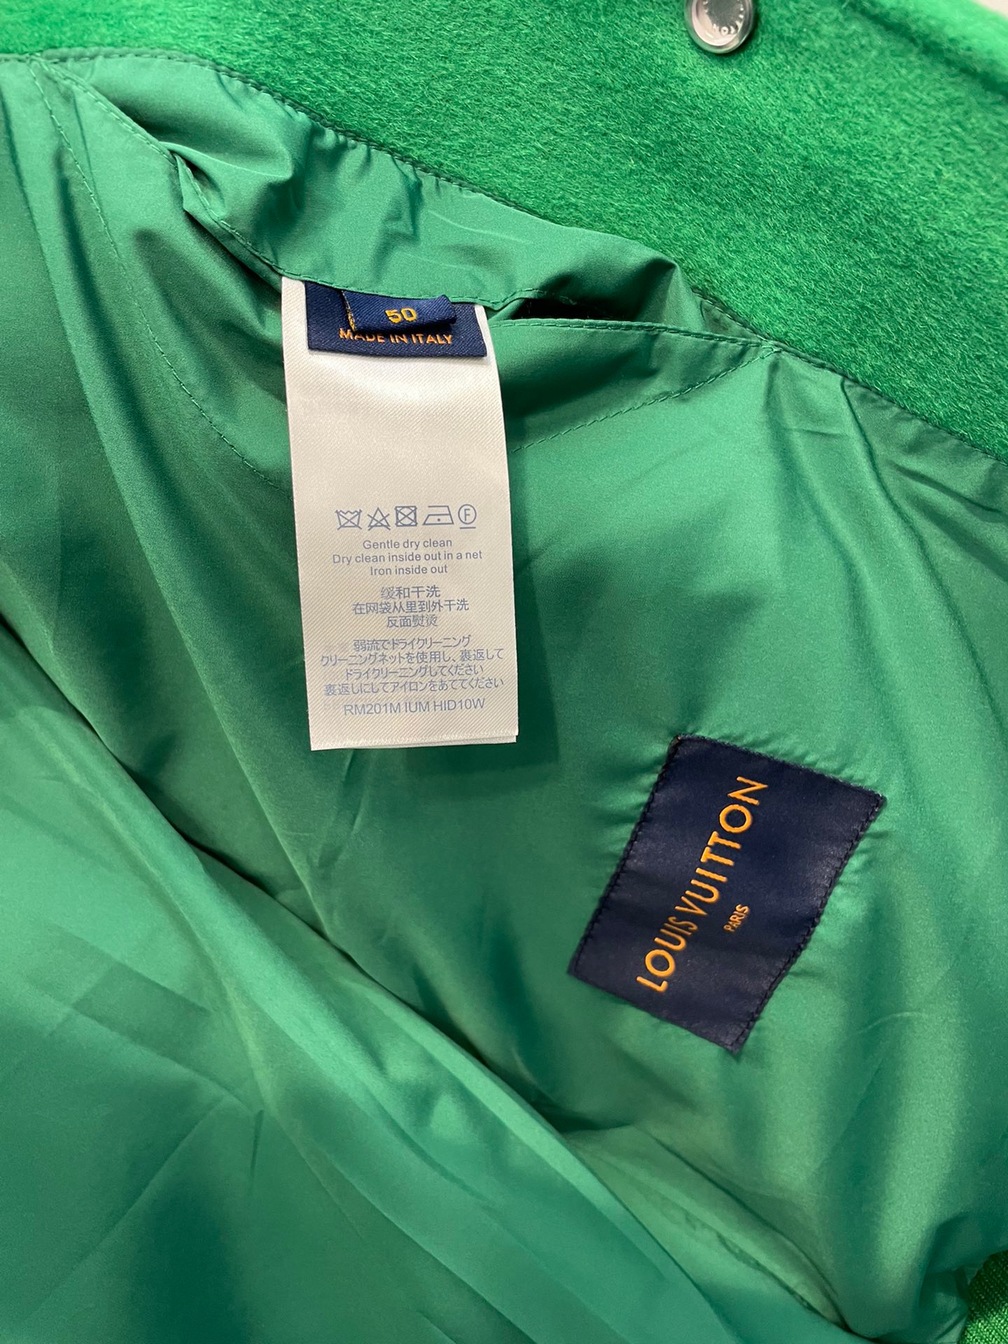 50
MADE IN ITALY
F
Gentle dry clean
Dry clean inside out in a net
Iron inside out
缓和干洗
在网袋从里到外干洗
反面熨烫
弱流でドライクリーニング
クリーニングネットを使用し、裏返して
ドライクリーニングしてください
裏返しにしてアイロンをあててください
RM201M IUM HID10W
LOUIS VUITTON
PARIS